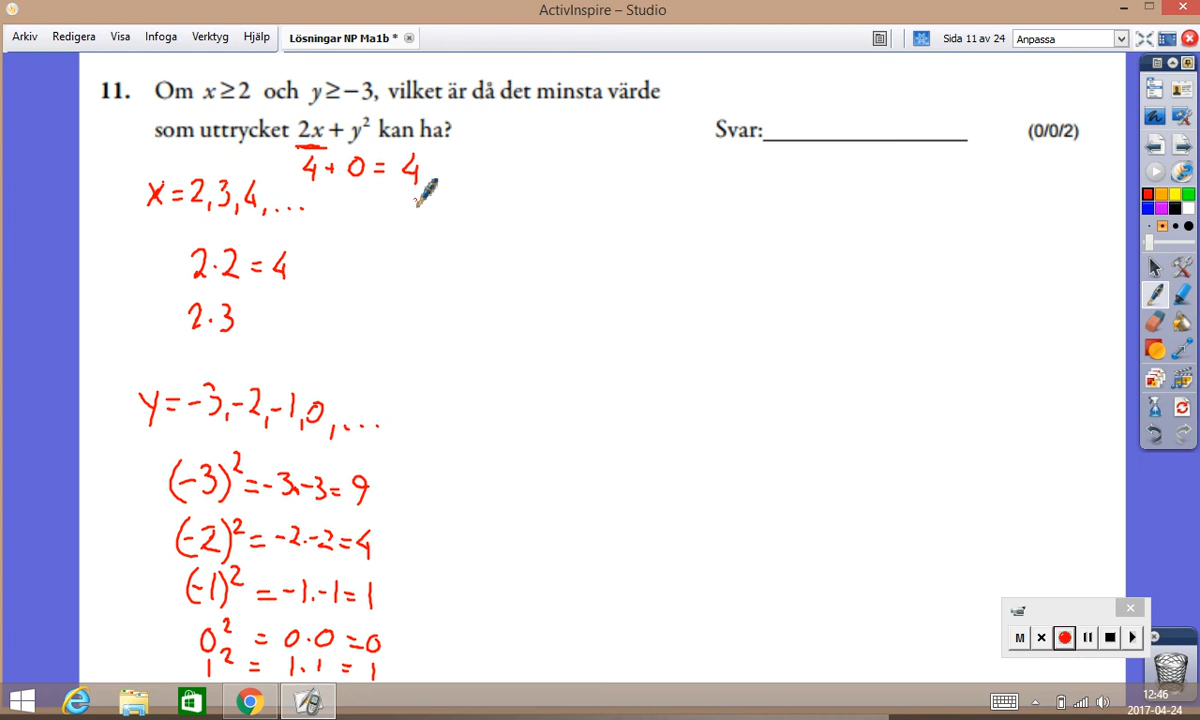 ActivInspire – Studio
Arkiv Redigera Visa Infoga Verktyg Hjälp Lösningar NP Ma1b * Sida 11 av 24 Anpassa
11. Om x≥2 och y≥−3, vilket är då det minsta värde
som uttrycket 2x + y² kan ha? Svar:____________________ (0/0/2)
4 + 0 = 4
x = 2, 3, 4, ...
2·2 = 4
2·3
y = -3, -2, -1, 0, ...
(-3)² = -3·-3 = 9
(-2)² = -2·-2 = 4
(-1)² = -1·-1 = 1
0² = 0·0 = 0
1² = 1·1 = 1
M
12:46
2017-04-24